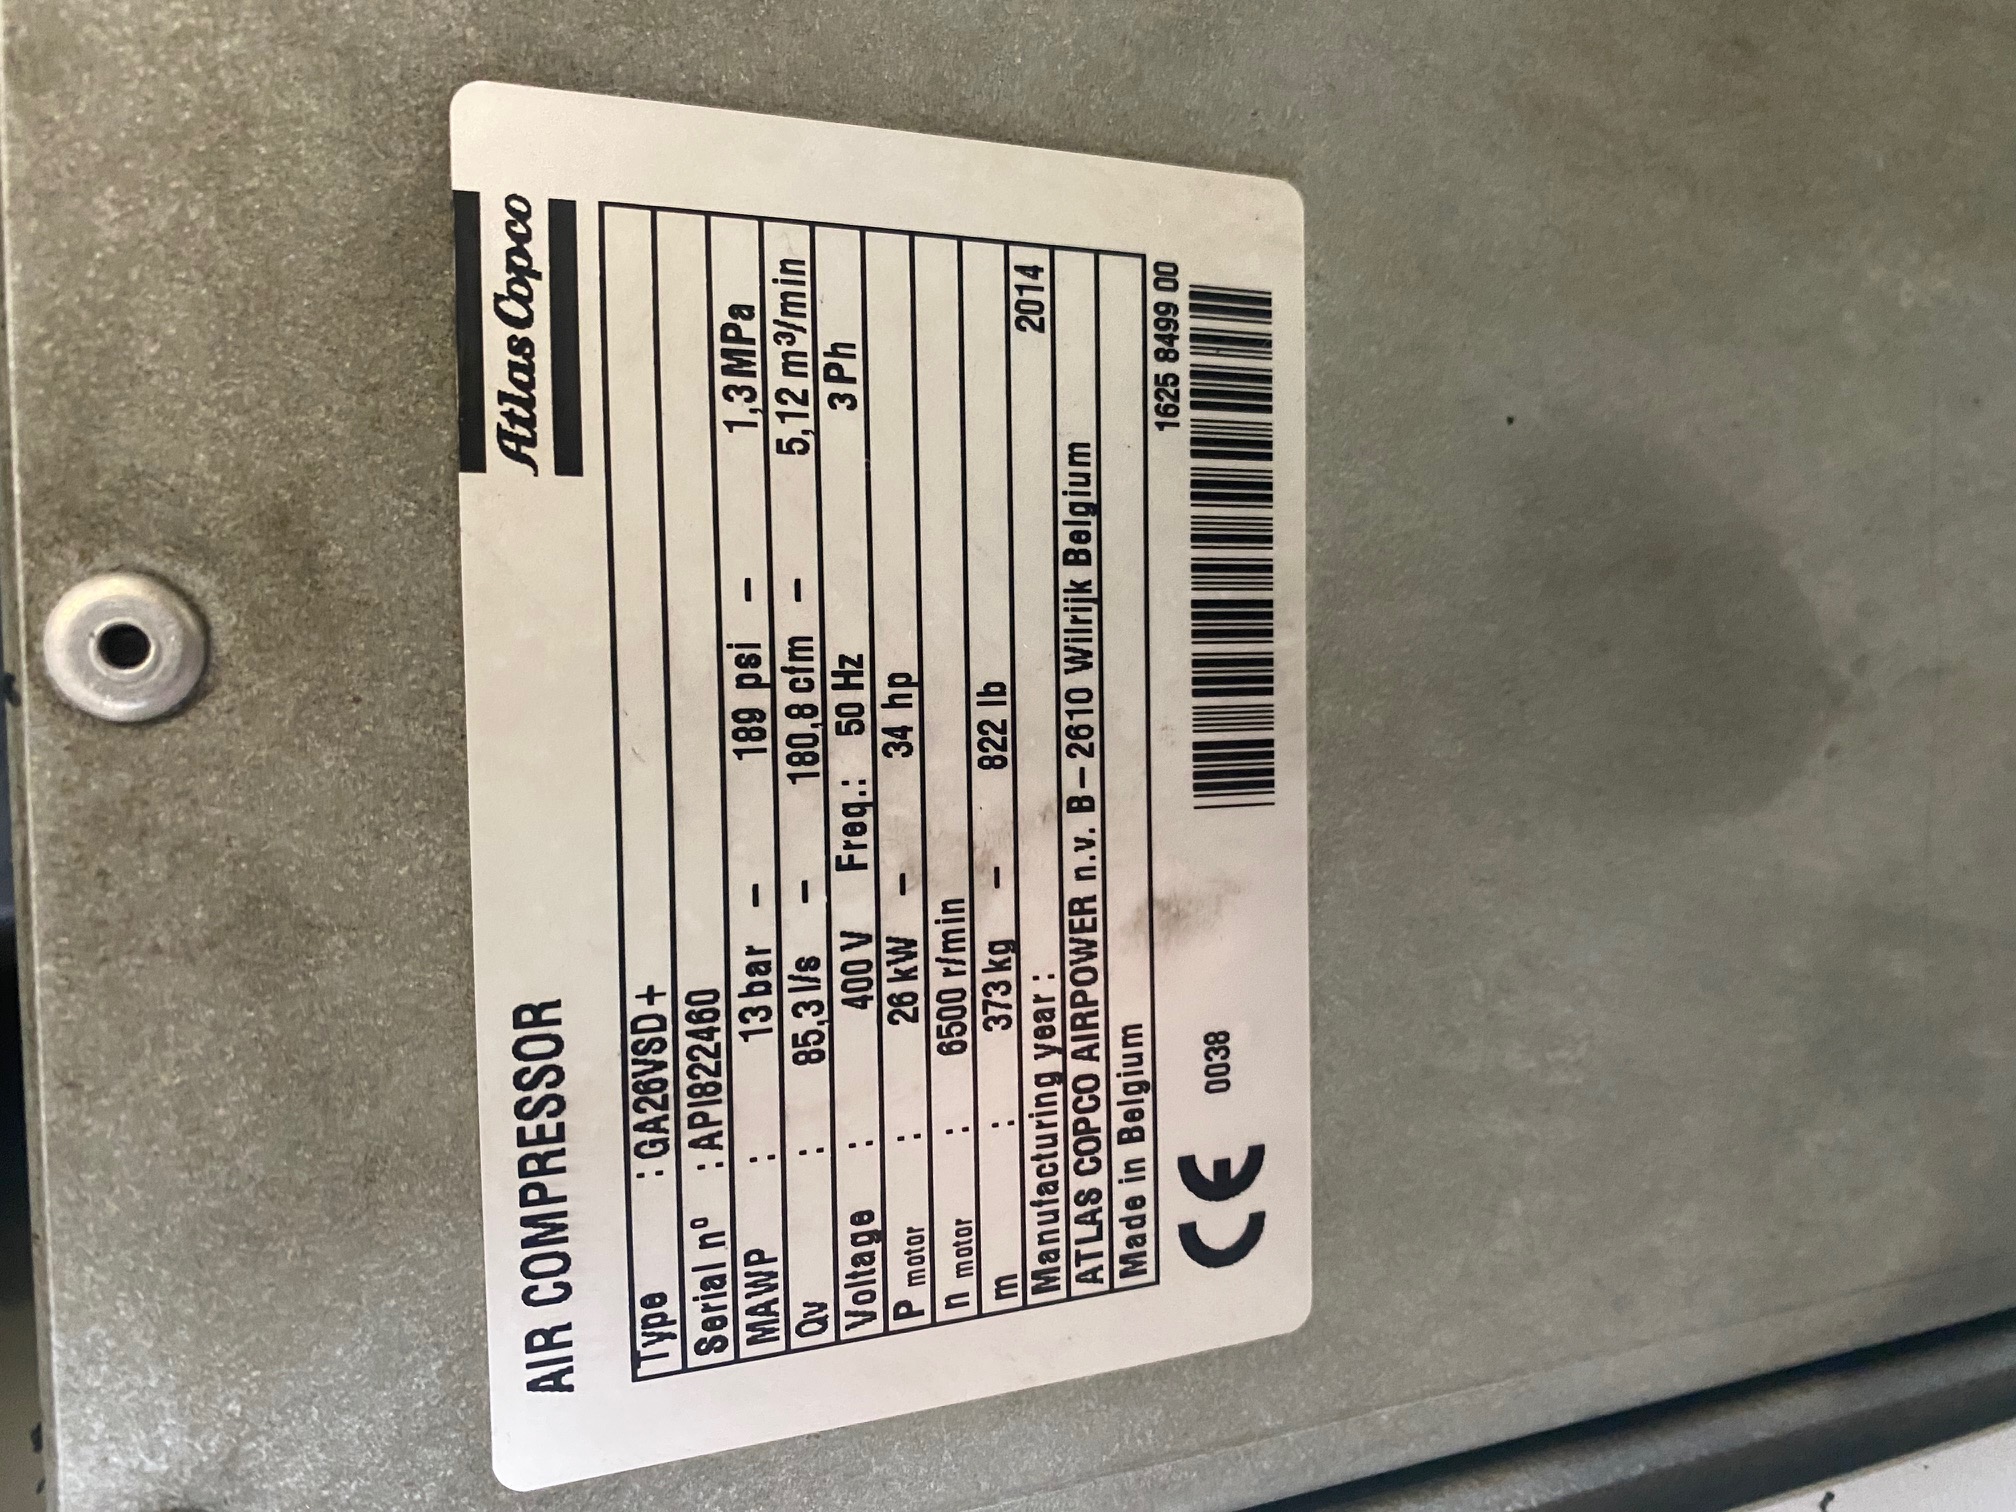 Atlas Copco
AIR COMPRESSOR
Type : GA26VSD+
Serial nº : API822460
MAWP : 13 bar – 189 psi – 1,3 MPa
Qv : 85,3 l/s – 180,8 cfm – 5,12 m³/min
Voltage : 400 V Freq.: 50 Hz 3 Ph
P motor : 26 kW – 34 hp
n motor : 6500 r/min
m : 373 kg – 822 lb
Manufacturing year : 2014
ATLAS COPCO AIRPOWER n.v. B – 2610 Wilrijk Belgium
Made in Belgium
1625 8499 00
CE 0038